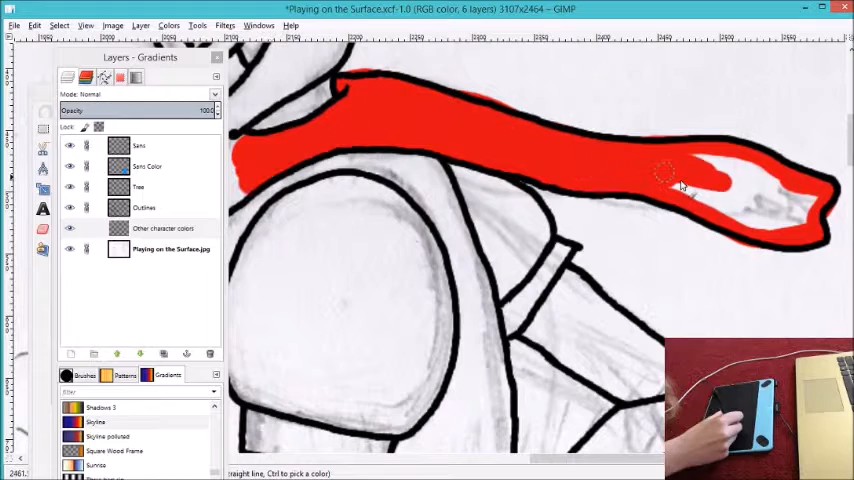 *Playing on the Surface.xcf-1.0 (RGB color, 6 layers) 3107x2464 – GIMP
File Edit Select View Image Layer Colors Tools Filters Windows Help
Layers - Gradients
Mode: Normal
Opacity 100.0
Lock:
Sans
Sans Color
Tree
Outlines
Other character colors
Playing on the Surface.jpg
Brushes Patterns Gradients
filter
Shadows 3
Skyline
Skyline polluted
Square Wood Frame
Sunrise
2461.
traight line, Ctrl to pick a color)